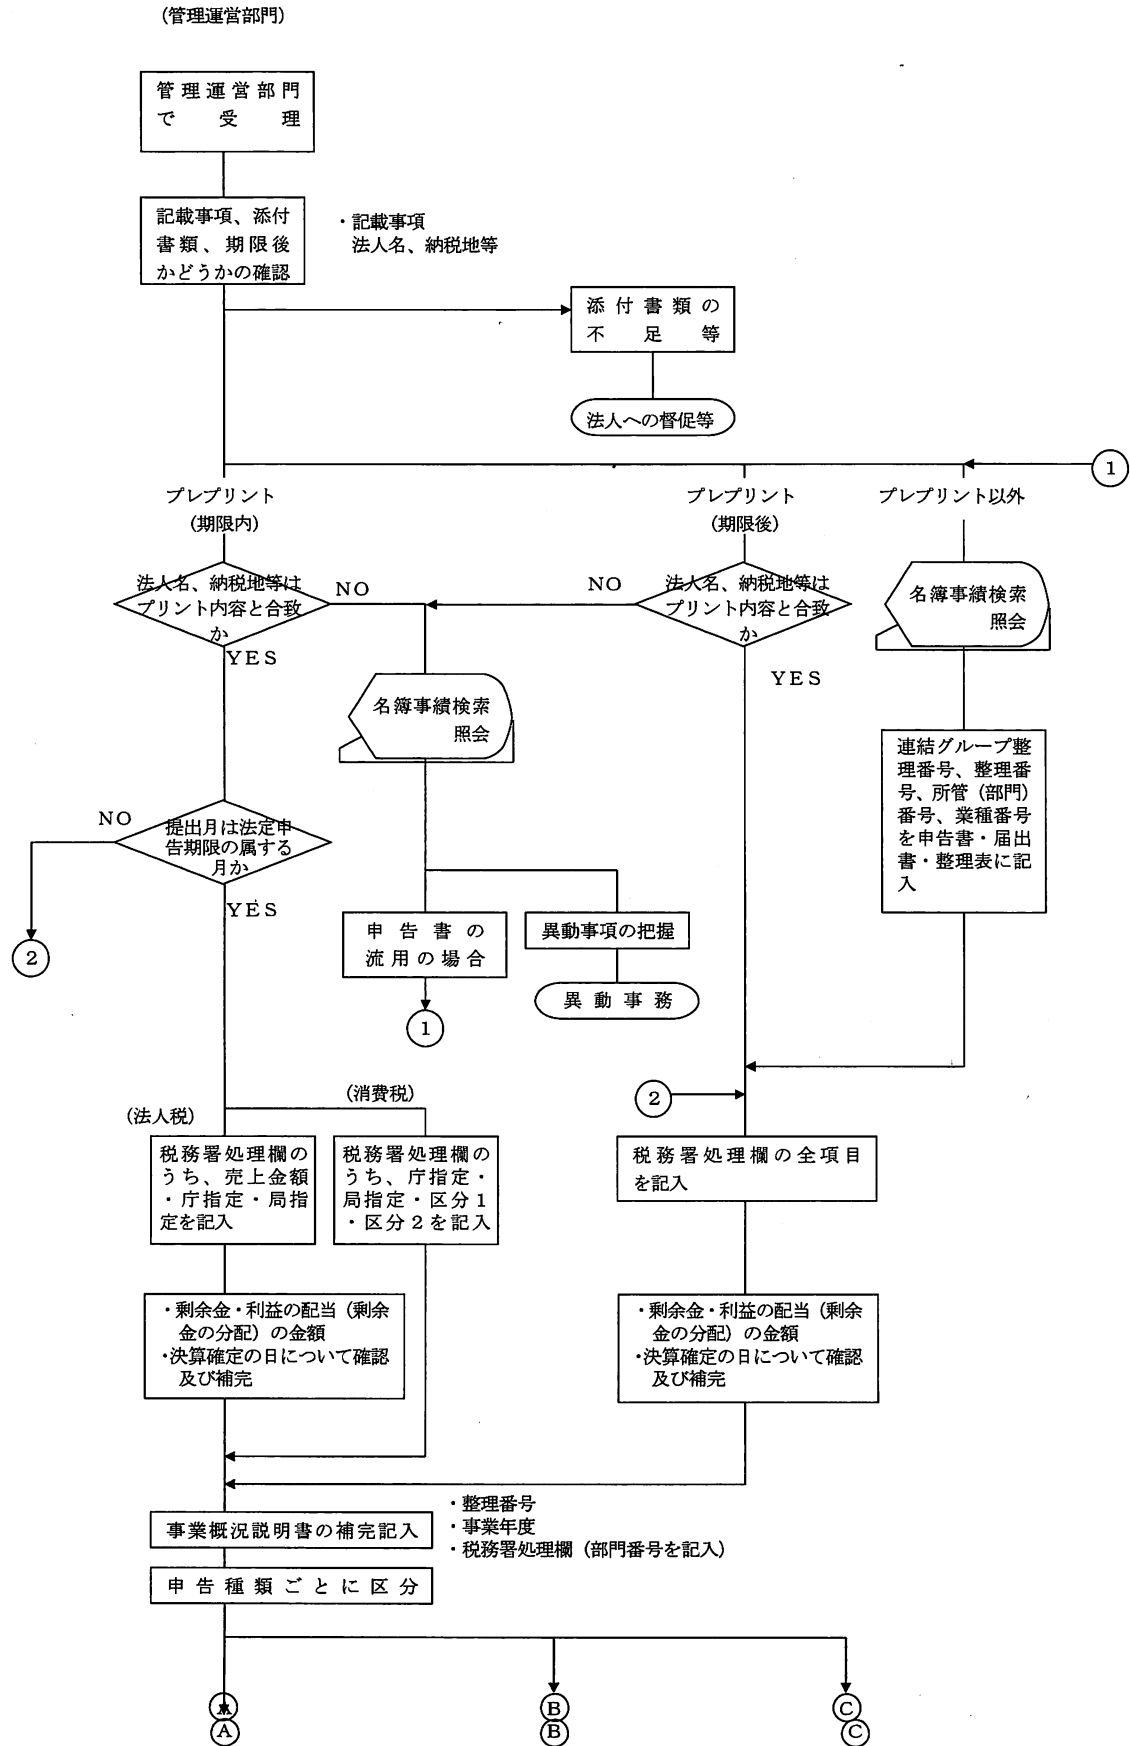 （管理運営部門）
管理運営部門
で受理
記載事項、添付
書類、期限後
かどうかの確認
・記載事項
法人名、納税地等
添付書類の
不足等
法人への督促等
1
プレプリント
（期限内）
プレプリント
（期限後）
プレプリント以外
法人名、納税地等は
プリント内容と合致
か
NO
YES
NO
法人名、納税地等は
プリント内容と合致
か
YES
名簿事績検索
照会
名簿事績検索
照会
連結グループ整
理番号、整理番
号、所管（部門）
番号、業種番号
を申告書・届出
書・整理表に記
入
NO
提出月は法定申
告期限の属する
月か
YES
2
申告書の
流用の場合
1
異動事項の把握
異動事務
2
（法人税）
（消費税）
税務署処理欄の
うち、売上金額
・庁指定・局指
定を記入
税務署処理欄の
うち、庁指定・
局指定・区分1
・区分2を記入
税務署処理欄の全項目
を記入
・剰余金・利益の配当（剰余
金の分配）の金額
・決算確定の日について確認
及び補完
・剰余金・利益の配当（剰余
金の分配）の金額
・決算確定の日について確認
及び補完
事業概況説明書の補完記入
・整理番号
・事業年度
・税務署処理欄（部門番号を記入）
申告種類ごとに区分
A
B
C
A
B
C